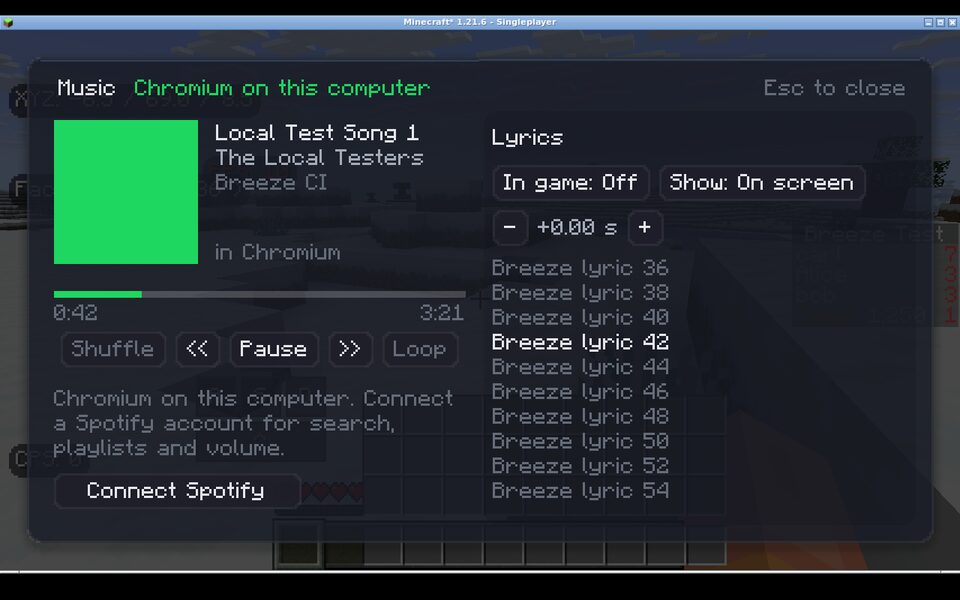 Minecraft* 1.21.6 - Singleplayer
Music Chromium on this computer
Esc to close
Local Test Song 1
The Local Testers
Breeze CI
in Chromium
0:42 3:21
Shuffle << Pause >> Loop
Chromium on this computer. Connect
a Spotify account for search,
playlists and volume.
Connect Spotify
Lyrics
In game: Off Show: On screen
− +0.00 s +
Breeze lyric 36
Breeze lyric 38
Breeze lyric 40
Breeze lyric 42
Breeze lyric 44
Breeze lyric 46
Breeze lyric 48
Breeze lyric 50
Breeze lyric 52
Breeze lyric 54
Breeze Test